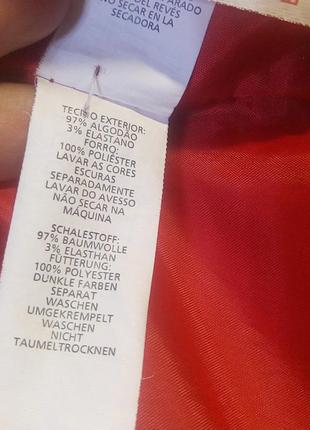 DEL REVÉS
NO SECAR EN LA
SECADORA
TECIDO EXTERIOR:
97% ALGODÃO
3% ELASTANO
FORRO:
100% POLIÉSTER
LAVAR AS CORES
ESCURAS
SEPARADAMENTE
LAVAR DO AVESSO
NÃO SECAR NA
MÁQUINA
SCHALESTOFF:
97% BAUMWOLLE
3% ELASTHAN
FÜTTERUNG:
100% POLYESTER
DUNKLE FARBEN
SEPARAT
WASCHEN
UMGEKREMPELT
WASCHEN
NICHT
TAUMELTROCKNEN